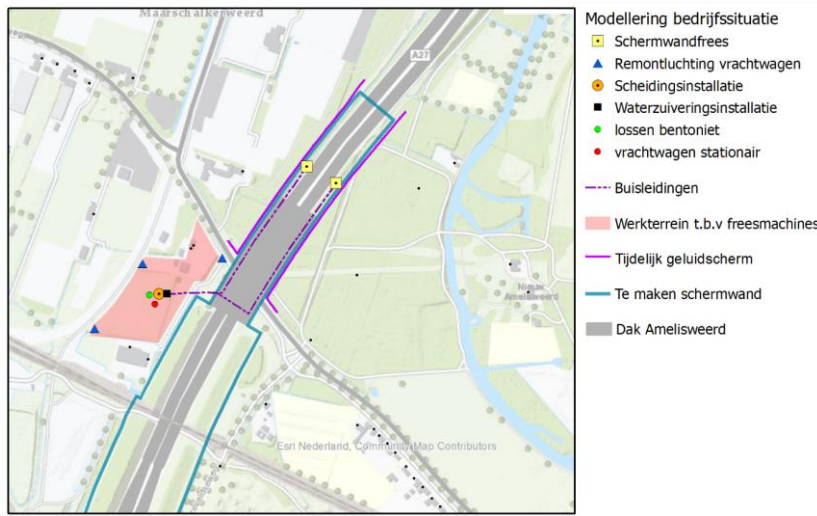 Maarschalkerweerd
A27
Nieuw
Amelisweerd
Esri Nederland, Community Map Contributors
Modellering bedrijfssituatie
Schermwandfrees
Remontluchting vrachtwagen
Scheidingsinstallatie
Waterzuiveringsinstallatie
lossen bentoniet
vrachtwagen stationair
Buisleidingen
Werkterrein t.b.v freesmachines
Tijdelijk geluidscherm
Te maken schermwand
Dak Amelisweerd